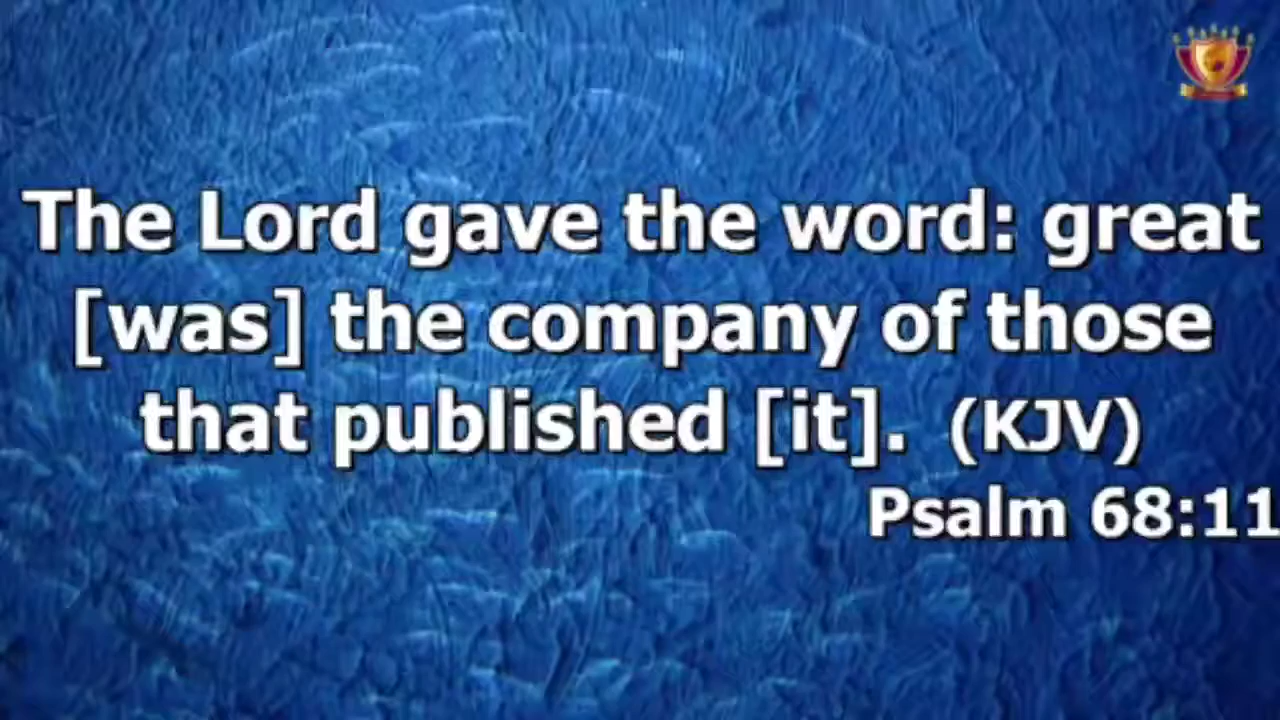 The Lord gave the word: great
[was] the company of those
that published [it]. (KJV)
Psalm 68:11